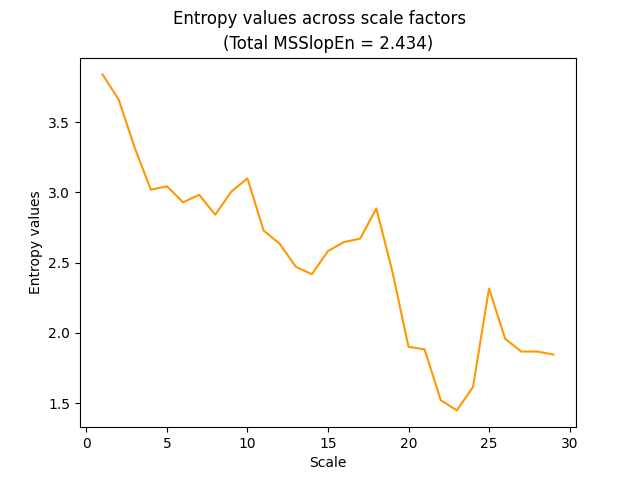 Entropy values across scale factors
(Total MSSlopEn = 2.434)
3.5
3.0
2.5
2.0
1.5
Entropy values
0 5 10 15 20 25 30
Scale